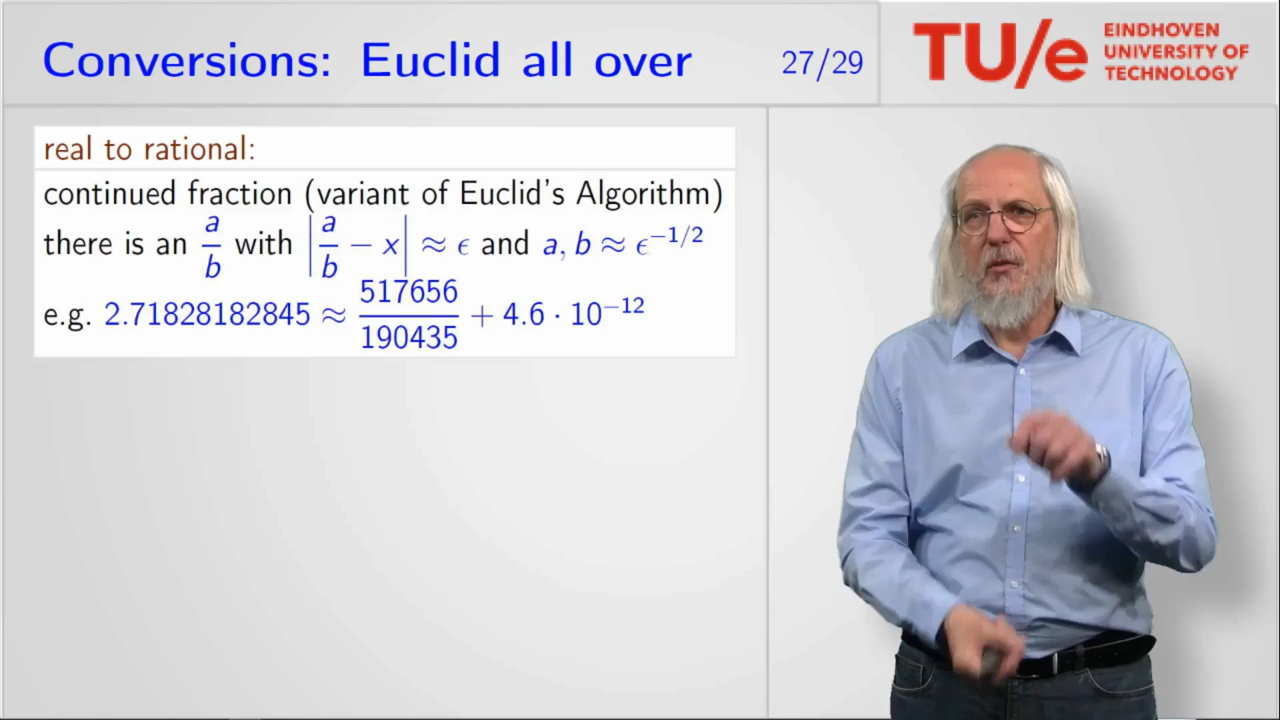 Conversions: Euclid all over 27/29
TU/e EINDHOVEN
UNIVERSITY OF
TECHNOLOGY
real to rational:
continued fraction (variant of Euclid's Algorithm)
there is an a/b with |a/b − x| ≈ ϵ and a, b ≈ ϵ^−1/2
e.g. 2.71828182845 ≈ 517656/190435 + 4.6 · 10^−12